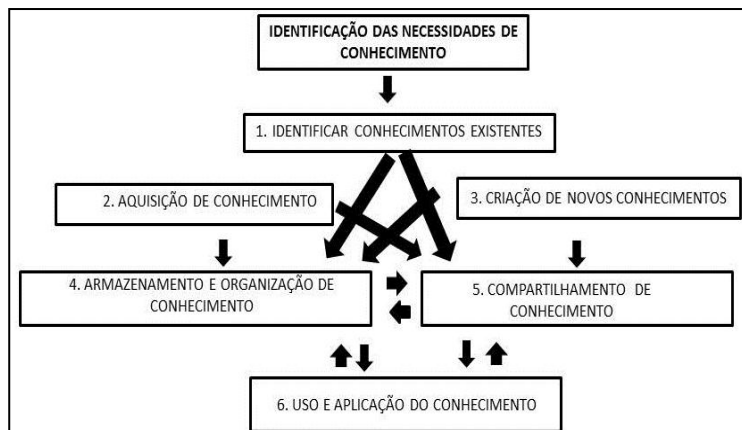 IDENTIFICAÇÃO DAS NECESSIDADES DE
CONHECIMENTO
1. IDENTIFICAR CONHECIMENTOS EXISTENTES
2. AQUISIÇÃO DE CONHECIMENTO
3. CRIAÇÃO DE NOVOS CONHECIMENTOS
4. ARMAZENAMENTO E ORGANIZAÇÃO DE
CONHECIMENTO
5. COMPARTILHAMENTO DE
CONHECIMENTO
6. USO E APLICAÇÃO DO CONHECIMENTO